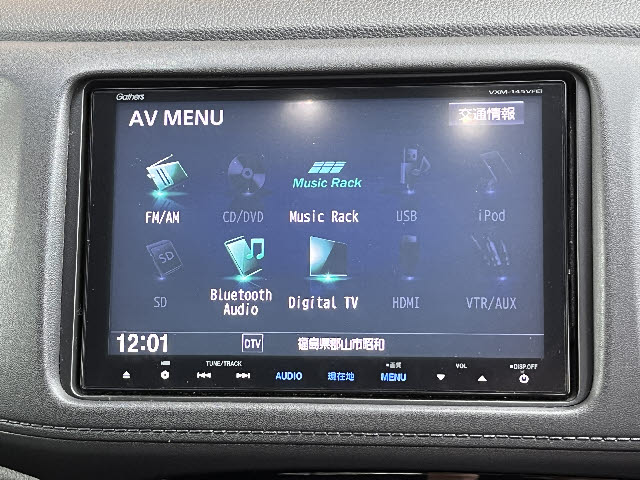 Gathers
VXM-145VFEi
AV MENU
交通情報
Music Rack
FM/AM
CD/DVD
Music Rack
USB
iPod
SD
SD
Bluetooth Audio
Digital TV
HDMI
VTR/AUX
12:01
DTV
福島県郡山市昭和
TUNE/TRACK
AUDIO
現在地
画質
MENU
VOL
DISP.OFF